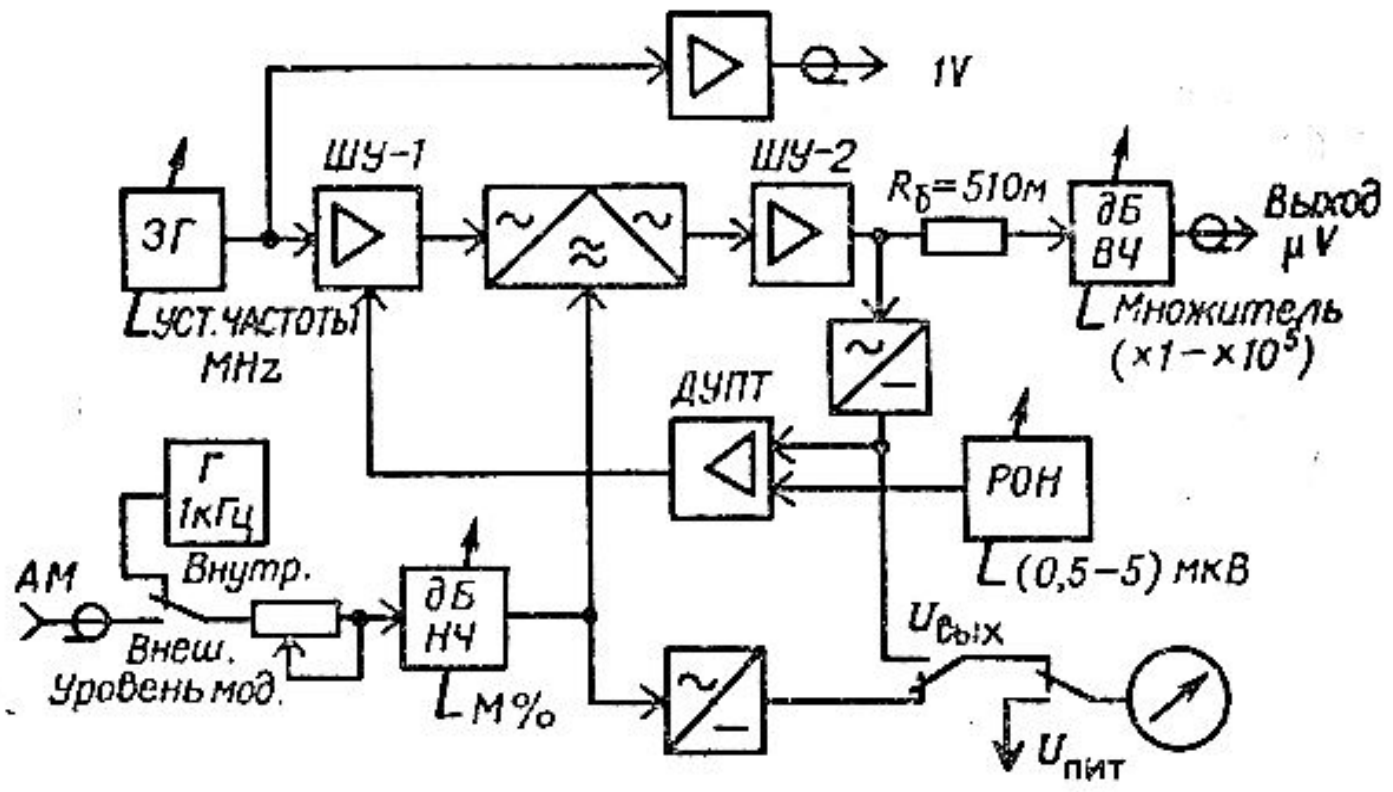 1V
ШУ-1
ШУ-2
Rб=510м
ЗГ
дБ
ВЧ
Выход
μV
УСТ.ЧАСТОТЫ
MHz
Множитель
(×1-×10⁵)
ДУПТ
Г
1кГц
РОН
(0,5-5) мкВ
АМ
Внутр.
дБ
НЧ
Внеш.
Уровень мод.
М%
Uвых
Uпит